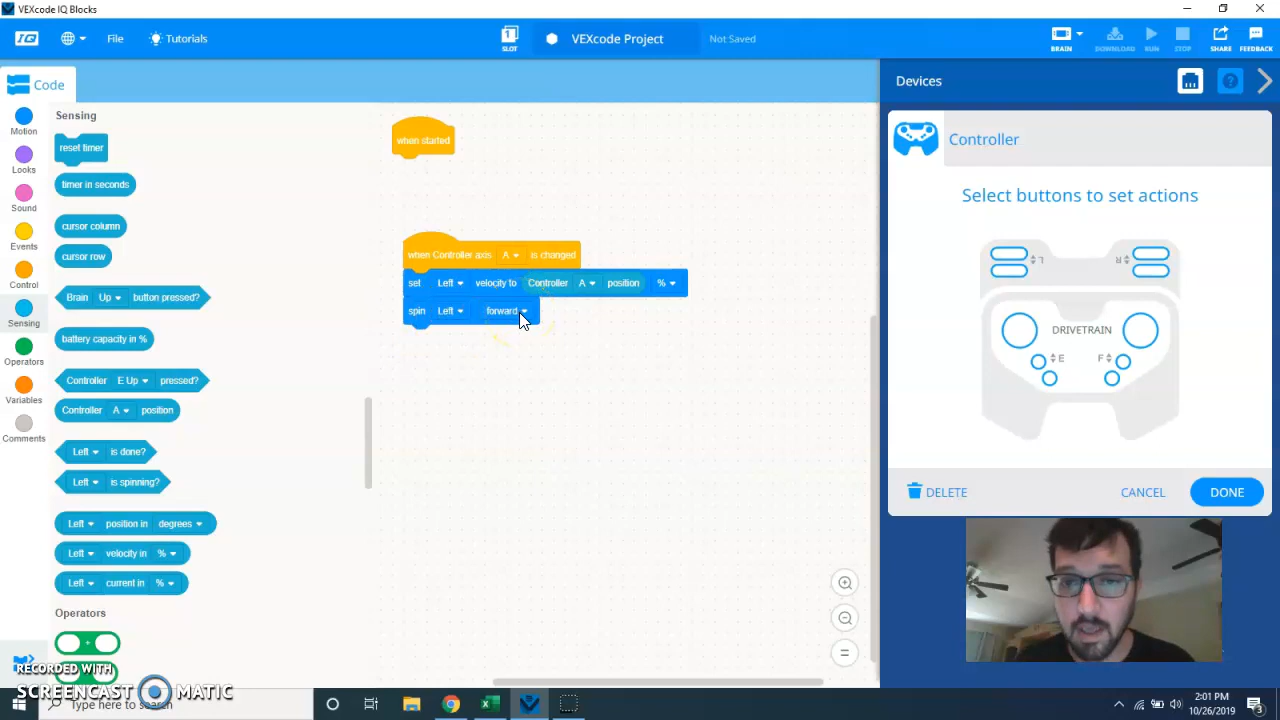 VEXcode IQ Blocks
IQ
File
Tutorials
1
SLOT
VEXcode Project
Not Saved
BRAIN
DOWNLOAD
RUN
STOP
SHARE
FEEDBACK
Code
Devices
Motion
Looks
Sound
Events
Control
Sensing
Operators
Variables
Comments
Sensing
reset timer
timer in seconds
cursor column
cursor row
Brain Up button pressed?
battery capacity in %
Controller E Up pressed?
Controller A position
Left is done?
Left is spinning?
Left position in degrees
Left velocity in %
Left current in %
Operators
+
when started
when Controller axis A is changed
set Left velocity to Controller A position %
spin Left forward
Controller
Select buttons to set actions
L R
DRIVETRAIN
E F
DELETE
CANCEL
DONE
RECORDED WITH
SCREENCAST MATIC
Type here to search
2:01 PM
10/26/2019
3